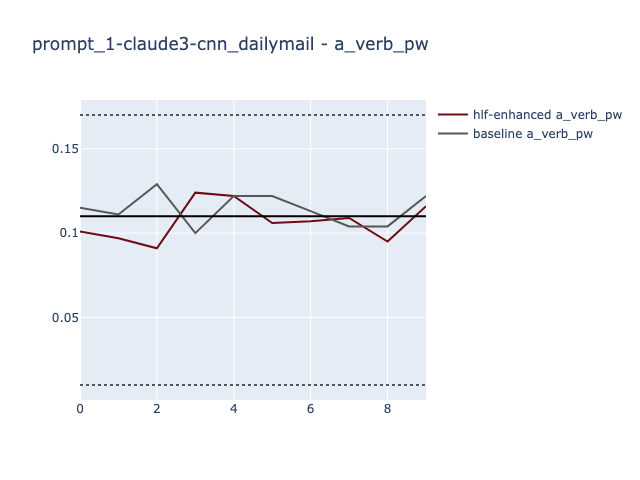 prompt_1-claude3-cnn_dailymail - a_verb_pw
hlf-enhanced a_verb_pw
baseline a_verb_pw
0.15
0.1
0.05
0 2 4 6 8